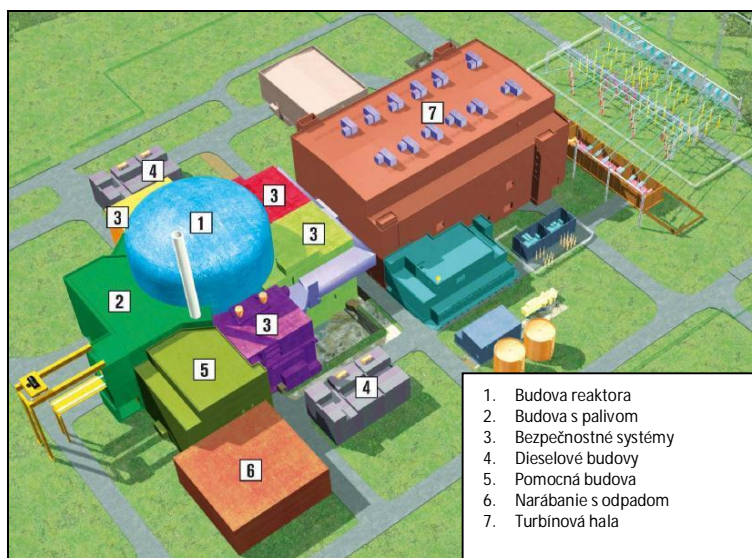 4
3
3
1
7
3
2
3
5
4
6
1. Budova reaktora
2. Budova s palivom
3. Bezpečnostné systémy
4. Dieselové budovy
5. Pomocná budova
6. Narábanie s odpadom
7. Turbínová hala